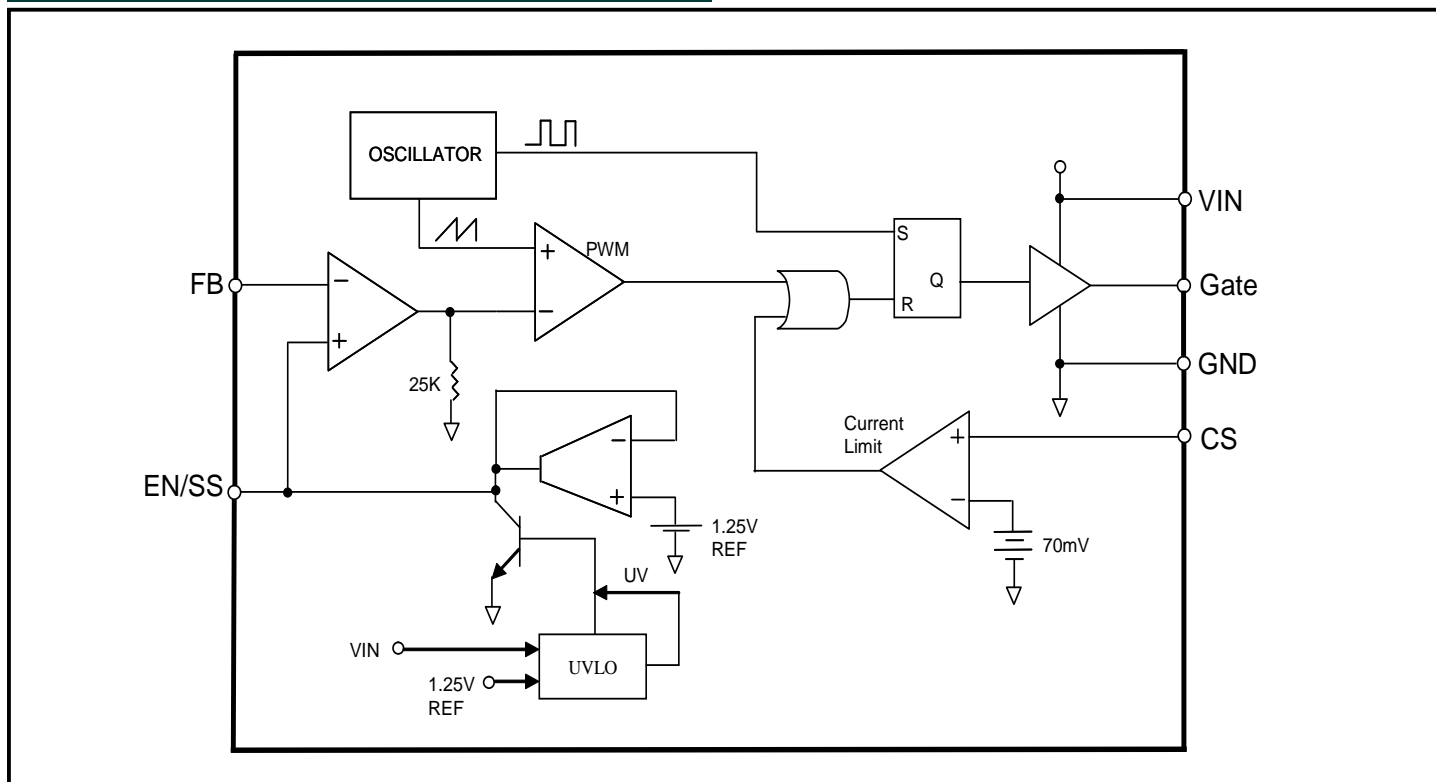 OSCILLATOR
PWM
+
−
S
R
Q
VIN
Gate
GND
CS
FB
−
+
25K
EN/SS
−
+
1.25V
REF
Current
Limit
+
−
70mV
UV
VIN
UVLO
1.25V
REF